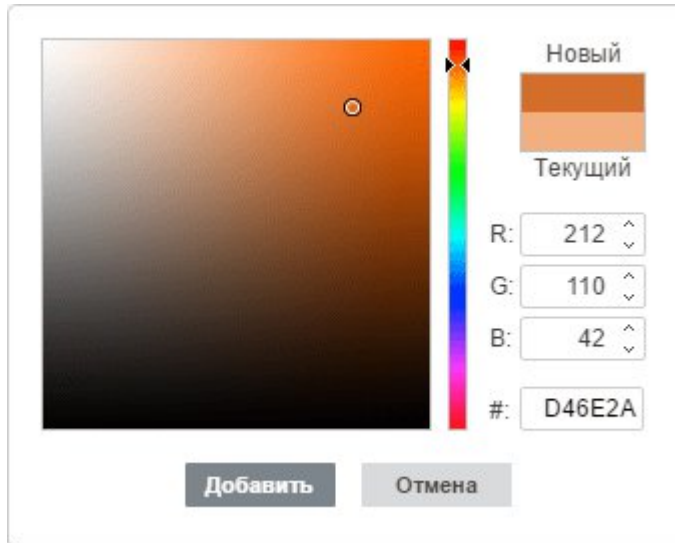 Новый
Текущий
R: 212
G: 110
B: 42
#: D46E2A
Добавить Отмена